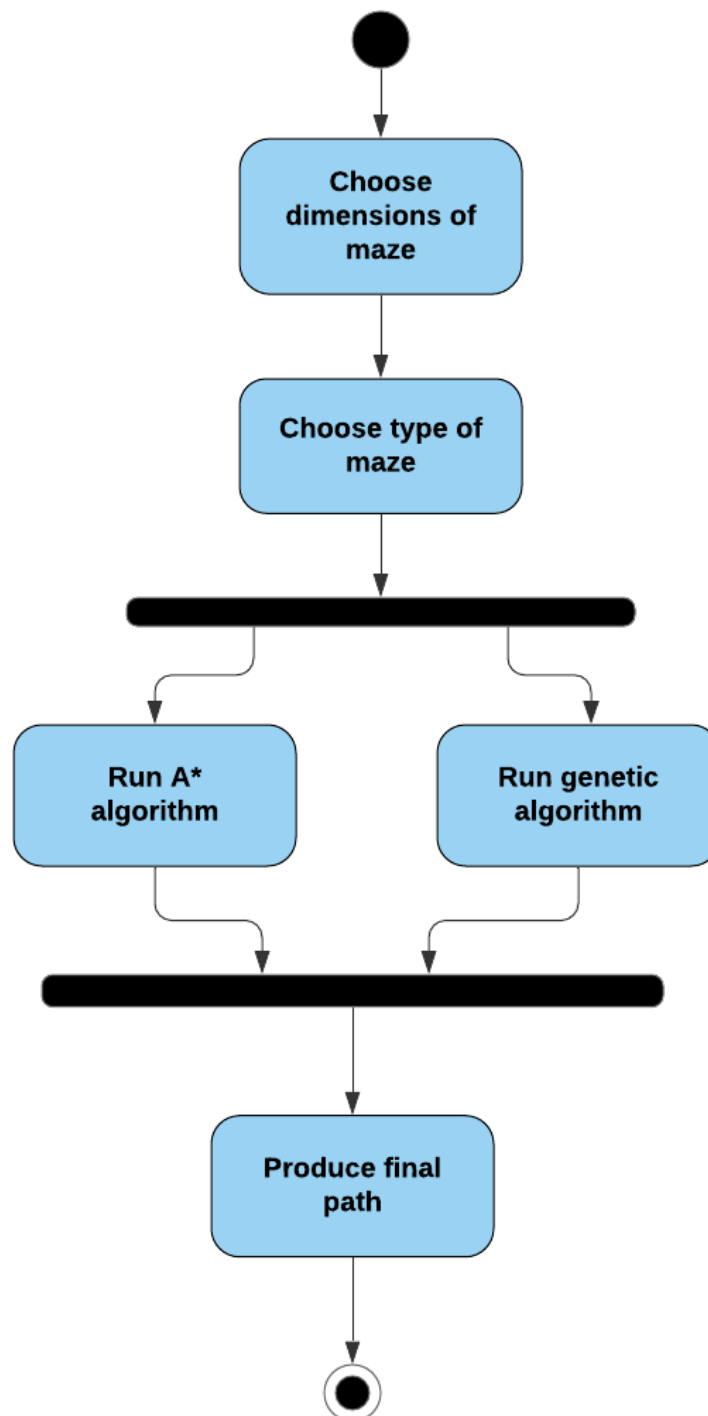 Choose
dimensions of
maze
Choose type of
maze
Run A*
algorithm
Run genetic
algorithm
Produce final
path